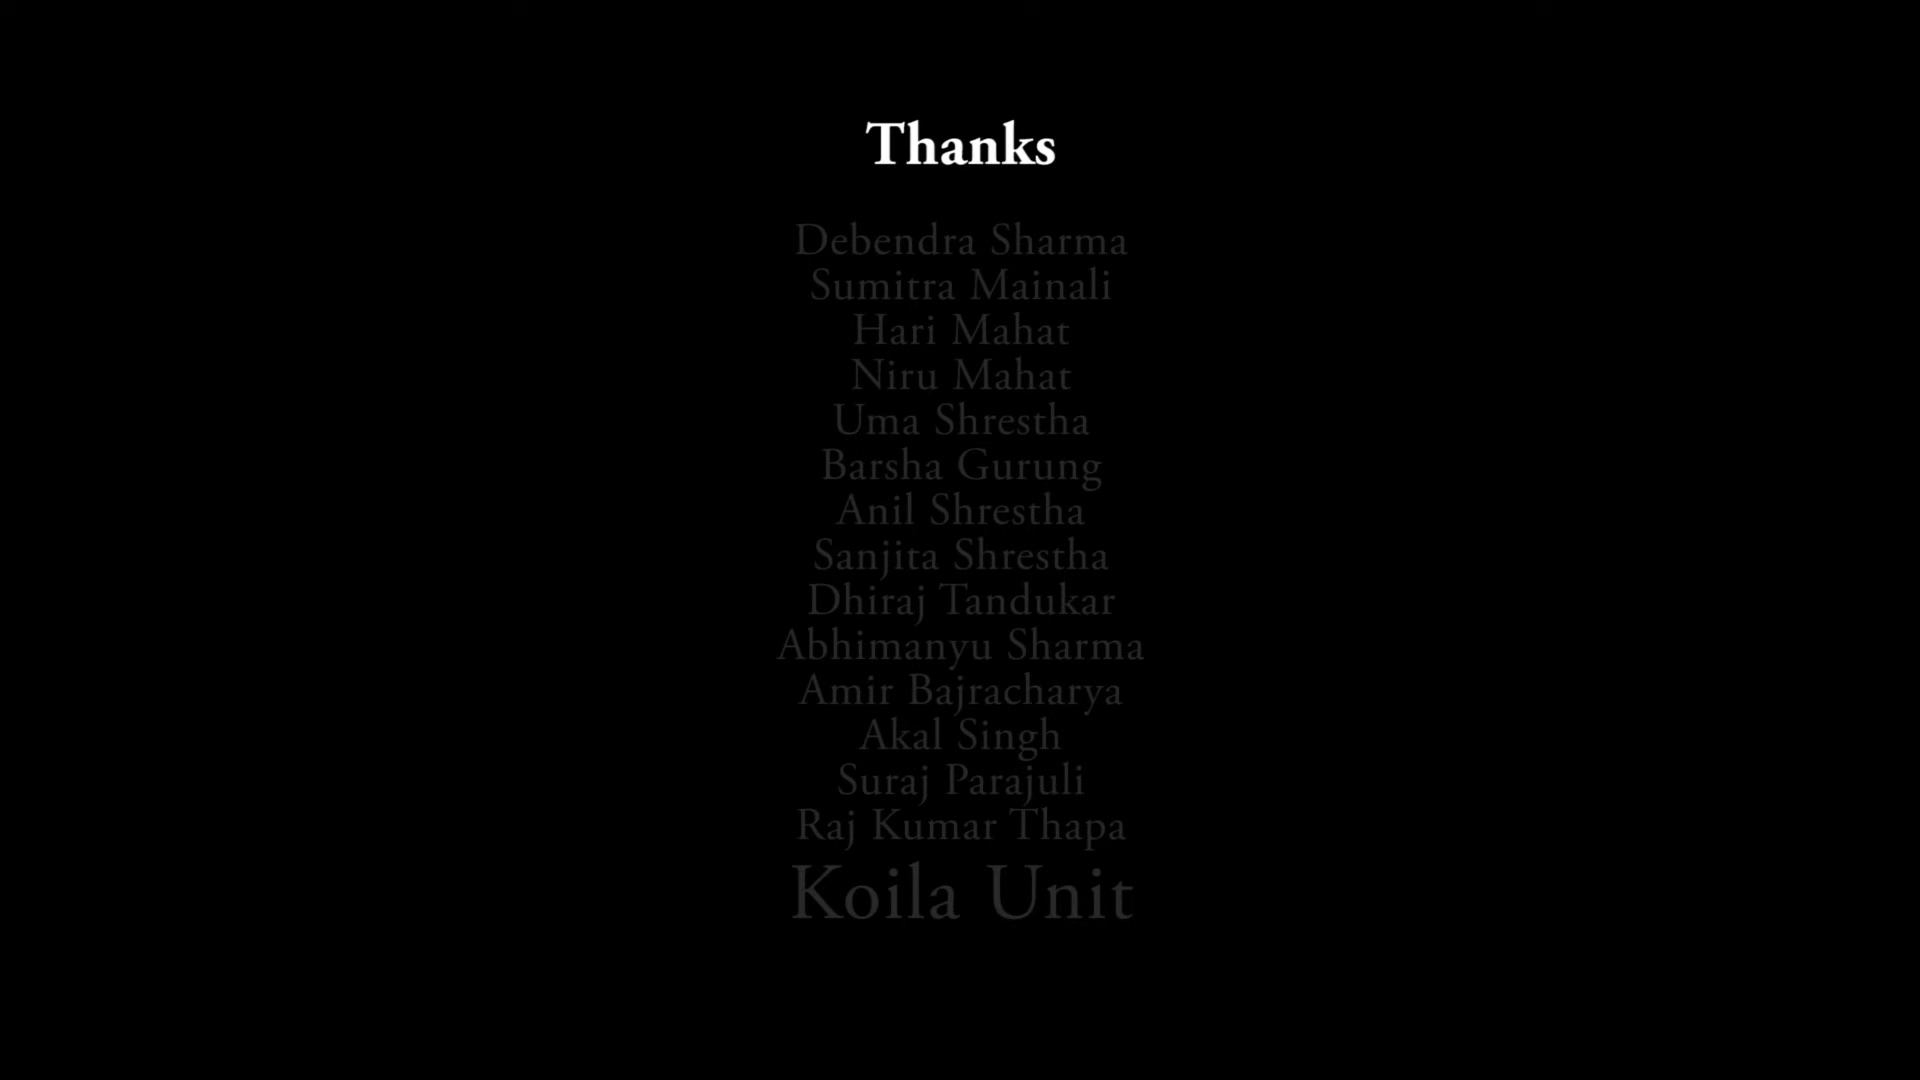 Thanks
Debendra Sharma
Sumitra Mainali
Hari Mahat
Niru Mahat
Uma Shrestha
Barsha Gurung
Anil Shrestha
Sanjita Shrestha
Dhiraj Tandukar
Abhimanyu Sharma
Amir Bajracharya
Akal Singh
Suraj Parajuli
Raj Kumar Thapa
Koila Unit